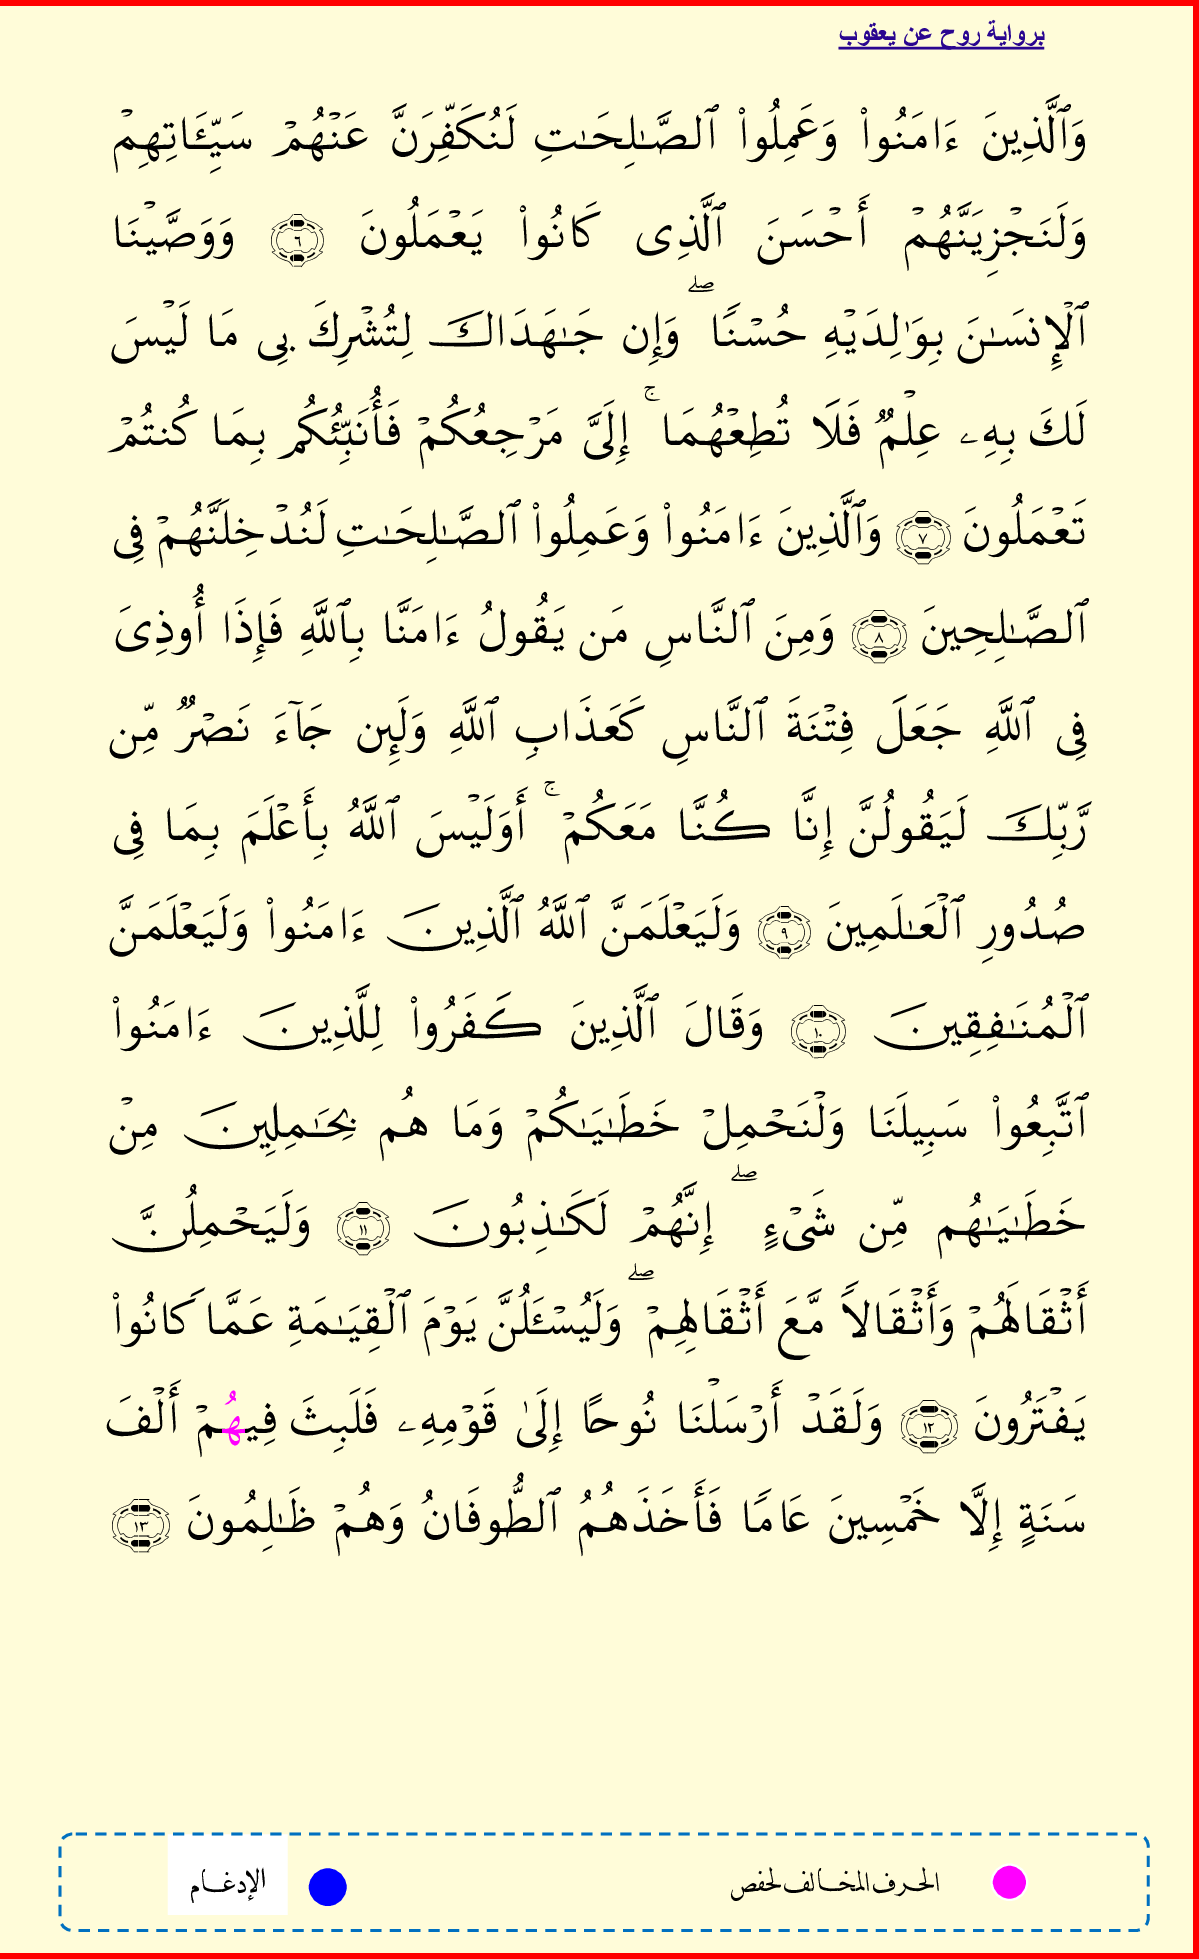 برواية روح عن يعقوب
وَٱلَّذِينَ ءَامَنُوا۟ وَعَمِلُوا۟ ٱلصَّـٰلِحَـٰتِ لَنُكَفِّرَنَّ عَنْهُمْ سَيِّـَٔاتِهِمْ
وَلَنَجْزِيَنَّهُمْ أَحْسَنَ ٱلَّذِى كَانُوا۟ يَعْمَلُونَ ٦ وَوَصَّيْنَا
ٱلْإِنسَـٰنَ بِوَٰلِدَيْهِ حُسْنًا ۖ وَإِن جَـٰهَدَاكَ لِتُشْرِكَ بِى مَا لَيْسَ
لَكَ بِهِۦ عِلْمٌ فَلَا تُطِعْهُمَا ۚ إِلَىَّ مَرْجِعُكُمْ فَأُنَبِّئُكُم بِمَا كُنتُمْ
تَعْمَلُونَ ٧ وَٱلَّذِينَ ءَامَنُوا۟ وَعَمِلُوا۟ ٱلصَّـٰلِحَـٰتِ لَنُدْخِلَنَّهُمْ فِى
ٱلصَّـٰلِحِينَ ٨ وَمِنَ ٱلنَّاسِ مَن يَقُولُ ءَامَنَّا بِٱللَّهِ فَإِذَا أُوذِىَ
فِى ٱللَّهِ جَعَلَ فِتْنَةَ ٱلنَّاسِ كَعَذَابِ ٱللَّهِ وَلَئِن جَآءَ نَصْرٌ مِّن
رَّبِّكَ لَيَقُولُنَّ إِنَّا كُنَّا مَعَكُمْ ۚ أَوَلَيْسَ ٱللَّهُ بِأَعْلَمَ بِمَا فِى
صُدُورِ ٱلْعَـٰلَمِينَ ٩ وَلَيَعْلَمَنَّ ٱللَّهُ ٱلَّذِينَ ءَامَنُوا۟ وَلَيَعْلَمَنَّ
ٱلْمُنَـٰفِقِينَ ١٠ وَقَالَ ٱلَّذِينَ كَفَرُوا۟ لِلَّذِينَ ءَامَنُوا۟
ٱتَّبِعُوا۟ سَبِيلَنَا وَلْنَحْمِلْ خَطَـٰيَـٰكُمْ وَمَا هُم بِحَـٰمِلِينَ مِنْ
خَطَـٰيَـٰهُم مِّن شَىْءٍ ۖ إِنَّهُمْ لَكَـٰذِبُونَ ١١ وَلَيَحْمِلُنَّ
أَثْقَالَهُمْ وَأَثْقَالًا مَّعَ أَثْقَالِهِمْ ۖ وَلَيُسْـَٔلُنَّ يَوْمَ ٱلْقِيَـٰمَةِ عَمَّا كَانُوا۟
يَفْتَرُونَ ١٢ وَلَقَدْ أَرْسَلْنَا نُوحًا إِلَىٰ قَوْمِهِۦ فَلَبِثَ فِيهُمْ أَلْفَ
سَنَةٍ إِلَّا خَمْسِينَ عَامًا فَأَخَذَهُمُ ٱلطُّوفَانُ وَهُمْ ظَـٰلِمُونَ ١٣
الحرف المخالف لحفص الإدغام